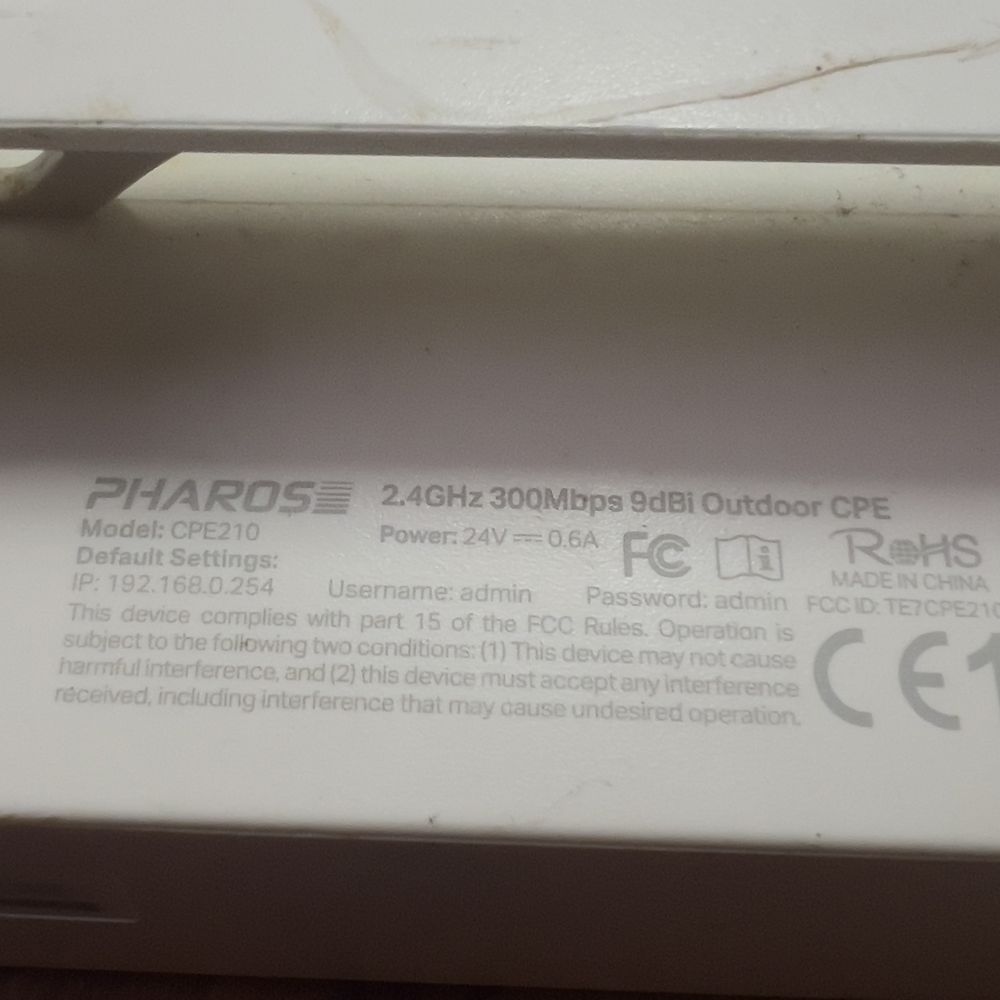 PHAROS 2.4GHz 300Mbps 9dBi Outdoor CPE
Model: CPE210 Power: 24V⎓0.6A FC RoHS
Default Settings: MADE IN CHINA
IP: 192.168.0.254 Username: admin Password: admin FCC ID: TE7CPE210
This device complies with part 15 of the FCC Rules. Operation is
subject to the following two conditions: (1) This device may not cause
harmful interference, and (2) this device must accept any interference
received, including interference that may cause undesired operation.
CE1